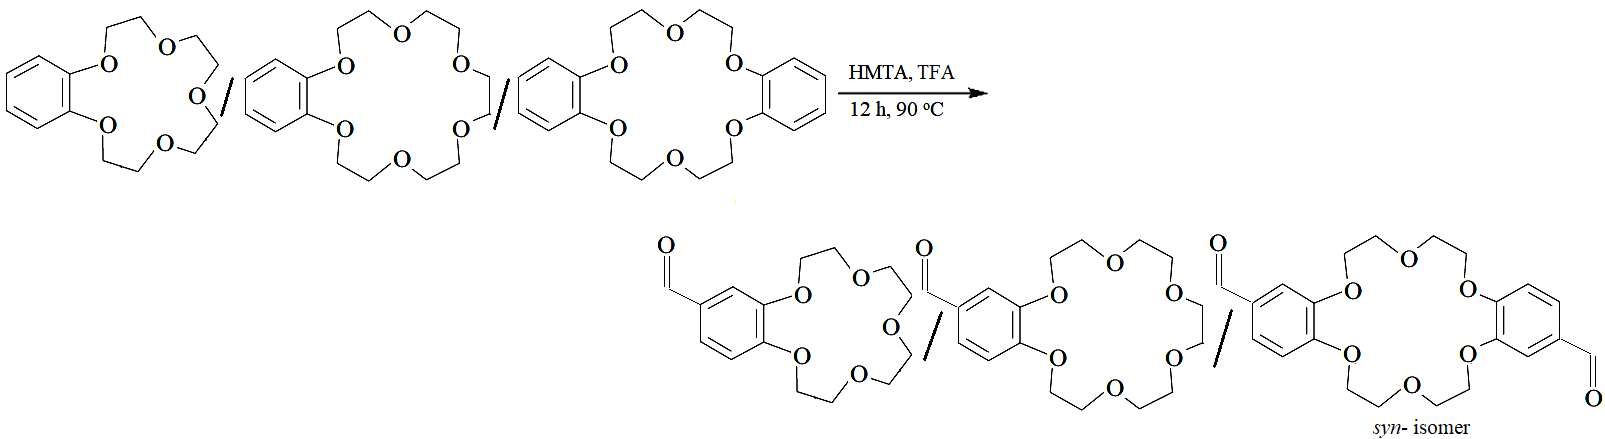 O O O O O / O O O O O O / O O O O O O
HMTA, TFA
12 h, 90 ºC
O O O O O O / O O O O O O O / O O O O O O O O
syn- isomer